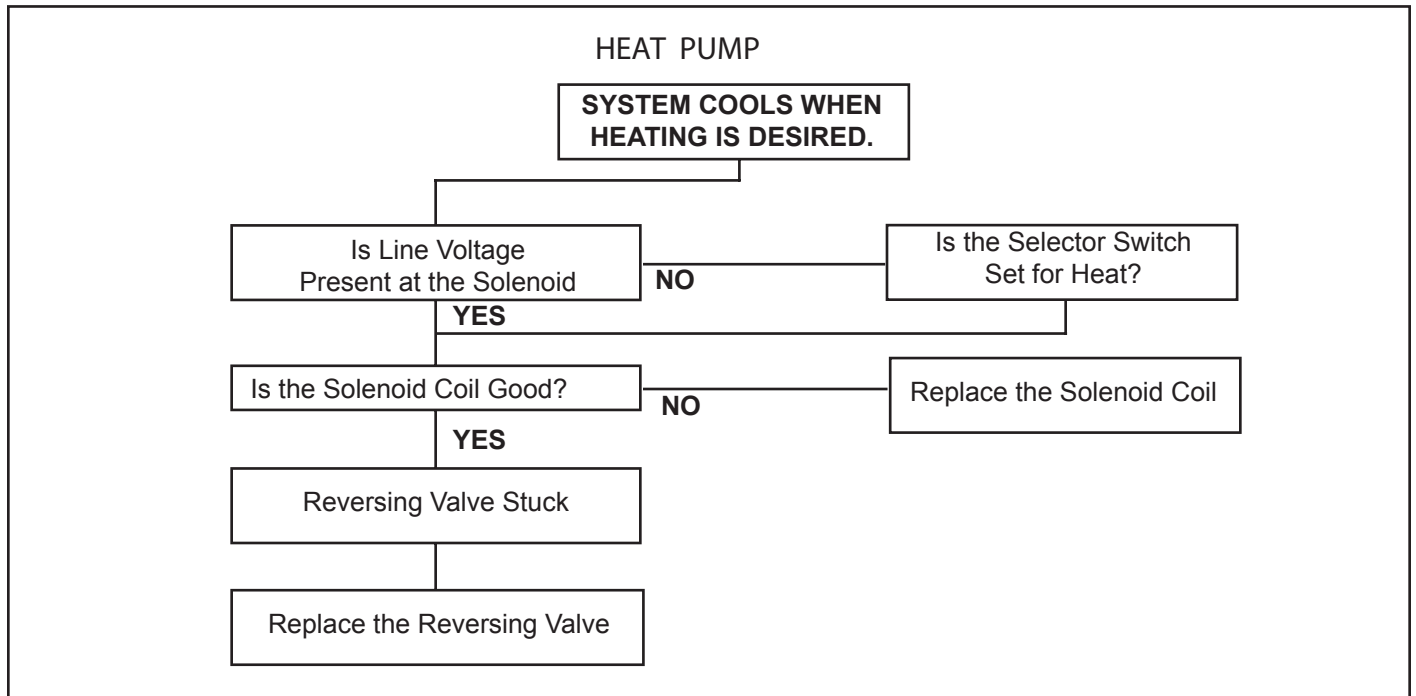 HEAT PUMP
SYSTEM COOLS WHEN
HEATING IS DESIRED.
Is Line Voltage
Present at the Solenoid
NO
Is the Selector Switch
Set for Heat?
YES
Is the Solenoid Coil Good?
NO
Replace the Solenoid Coil
YES
Reversing Valve Stuck
Replace the Reversing Valve